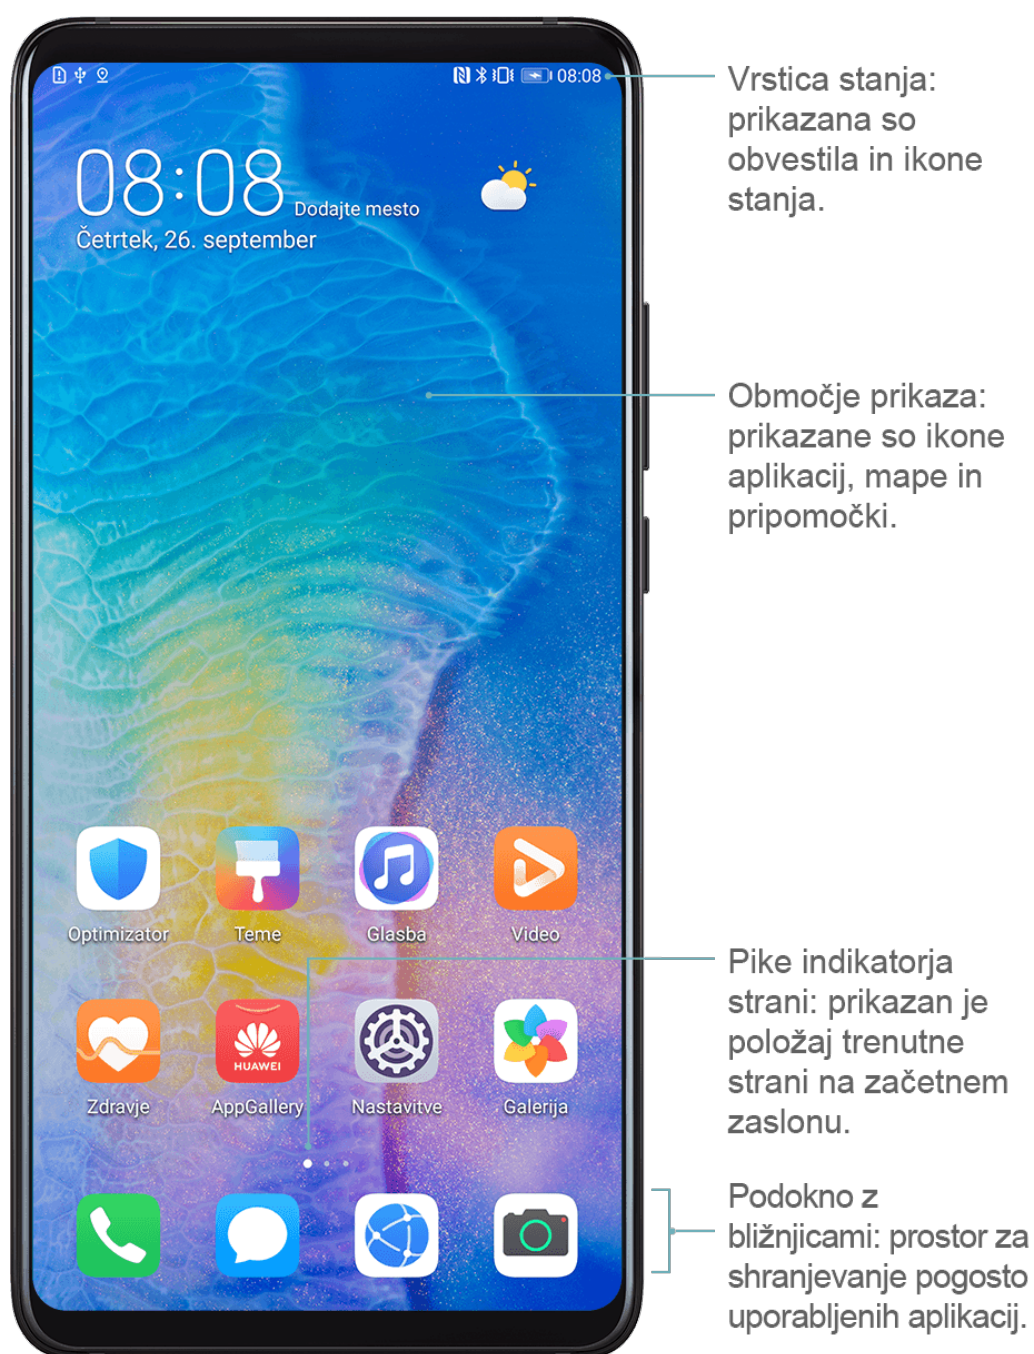 08:08
Vrstica stanja:
prikazana so
obvestila in ikone
stanja.
08:08 Dodajte mesto
Četrtek, 26. september
Območje prikaza:
prikazane so ikone
aplikacij, mape in
pripomočki.
Optimizator Teme Glasba Video
Pike indikatorja
strani: prikazan je
položaj trenutne
strani na začetnem
zaslonu.
HUAWEI
Zdravje AppGallery Nastavitve Galerija
Podokno z
bližnjicami: prostor za
shranjevanje pogosto
uporabljenih aplikacij.